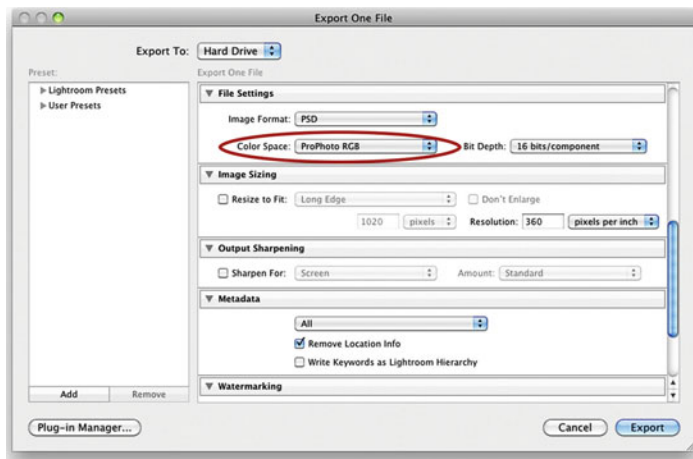 Export One File
Export To: Hard Drive
Preset:
Lightroom Presets
User Presets
Add Remove
Export One File
File Settings
Image Format: PSD
Color Space: ProPhoto RGB Bit Depth: 16 bits/component
Image Sizing
Resize to Fit: Long Edge Don't Enlarge
1020 pixels Resolution: 360 pixels per inch
Output Sharpening
Sharpen For: Screen Amount: Standard
Metadata
All
Remove Location Info
Write Keywords as Lightroom Hierarchy
Watermarking
Plug-in Manager... Cancel Export